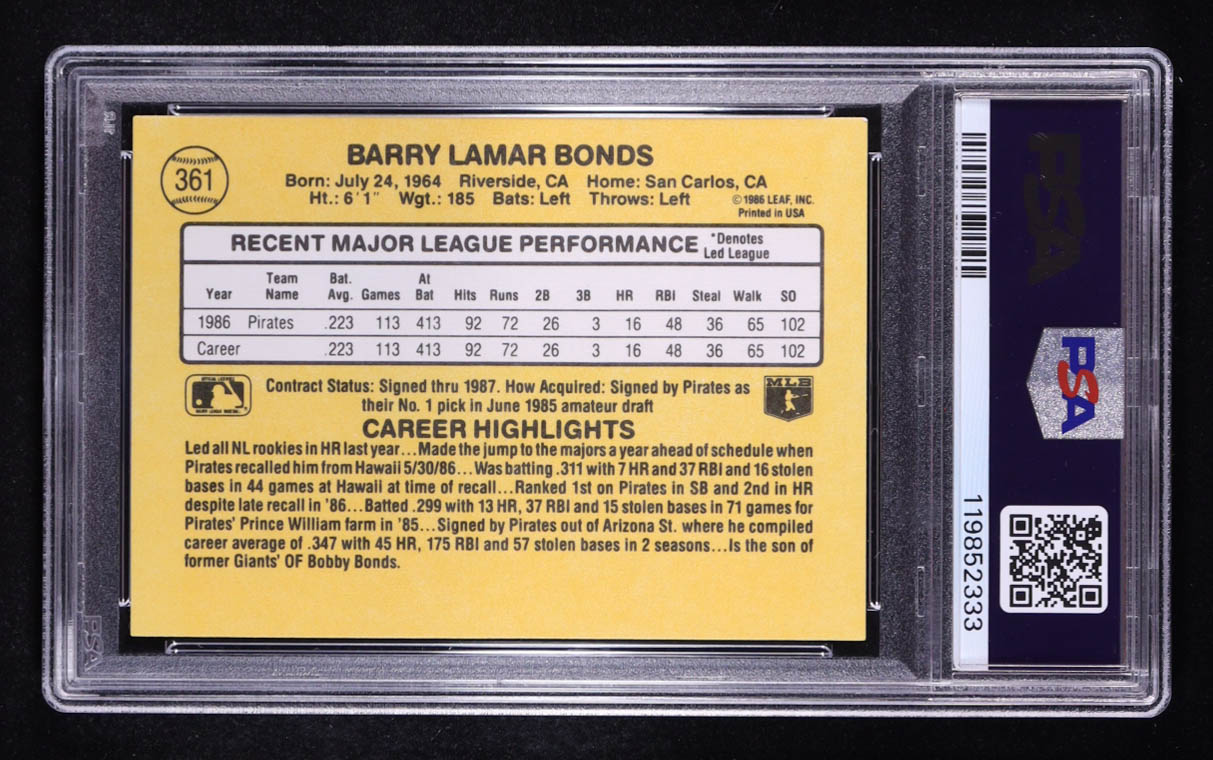 361
BARRY LAMAR BONDS
Born: July 24, 1964 Riverside, CA Home: San Carlos, CA
Ht.: 6'1" Wgt.: 185 Bats: Left Throws: Left
©1986 LEAF, INC.
Printed in USA
RECENT MAJOR LEAGUE PERFORMANCE *Denotes Led League
Year Team Name Bat. Avg. Games At Bat Hits Runs 2B 3B HR RBI Steal Walk SO
1986 Pirates .223 113 413 92 72 26 3 16 48 36 65 102
Career .223 113 413 92 72 26 3 16 48 36 65 102
Contract Status: Signed thru 1987. How Acquired: Signed by Pirates as
their No. 1 pick in June 1985 amateur draft
MLB
CAREER HIGHLIGHTS
Led all NL rookies in HR last year...Made the jump to the majors a year ahead of schedule when
Pirates recalled him from Hawaii 5/30/86...Was batting .311 with 7 HR and 37 RBI and 16 stolen
bases in 44 games at Hawaii at time of recall...Ranked 1st on Pirates in SB and 2nd in HR
despite late recall in '86...Batted .299 with 13 HR, 37 RBI and 15 stolen bases in 71 games for
Pirates' Prince William farm in '85...Signed by Pirates out of Arizona St. where he compiled
career average of .347 with 45 HR, 175 RBI and 57 stolen bases in 2 seasons...Is the son of
former Giants' OF Bobby Bonds.
PSA
PSA
119852333
PSA